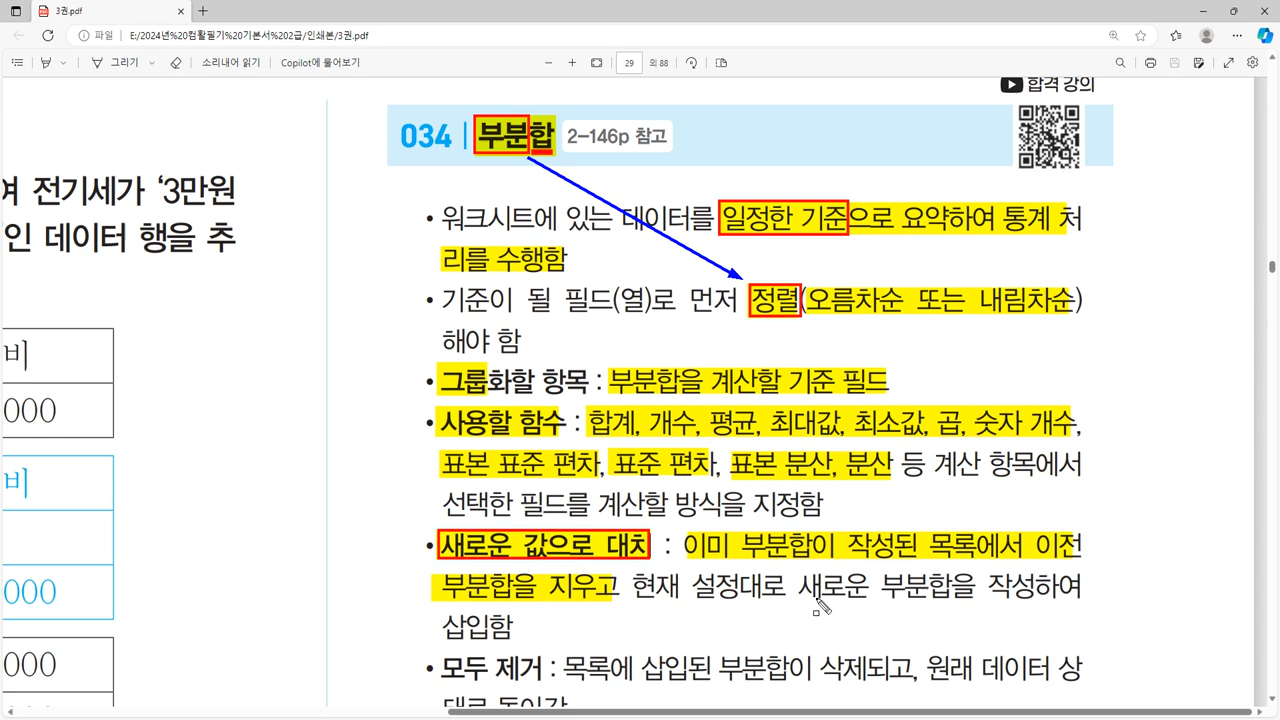 3권.pdf
파일 E:/2024년%20컴활필기%20기본서%202급/인쇄본/3권.pdf
그리기 소리내어 읽기 Copilot에 물어보기 29 의 88
합격 강의
034 부분합 2-146p 참고
워크시트에 있는 데이터를 일정한 기준으로 요약하여 통계 처
리를 수행함
기준이 될 필드(열)로 먼저 정렬(오름차순 또는 내림차순)
해야 함
그룹화할 항목 : 부분합을 계산할 기준 필드
사용할 함수 : 합계, 개수, 평균, 최대값, 최소값, 곱, 숫자 개수,
표본 표준 편차, 표준 편차, 표본 분산, 분산 등 계산 항목에서
선택한 필드를 계산할 방식을 지정함
새로운 값으로 대치 : 이미 부분합이 작성된 목록에서 이전
부분합을 지우고 현재 설정대로 새로운 부분합을 작성하여
삽입함
모두 제거 : 목록에 삽입된 부분합이 삭제되고, 원래 데이터 상
여 전기세가 ‘3만원
인 데이터 행을 추
비
000
비
000
000